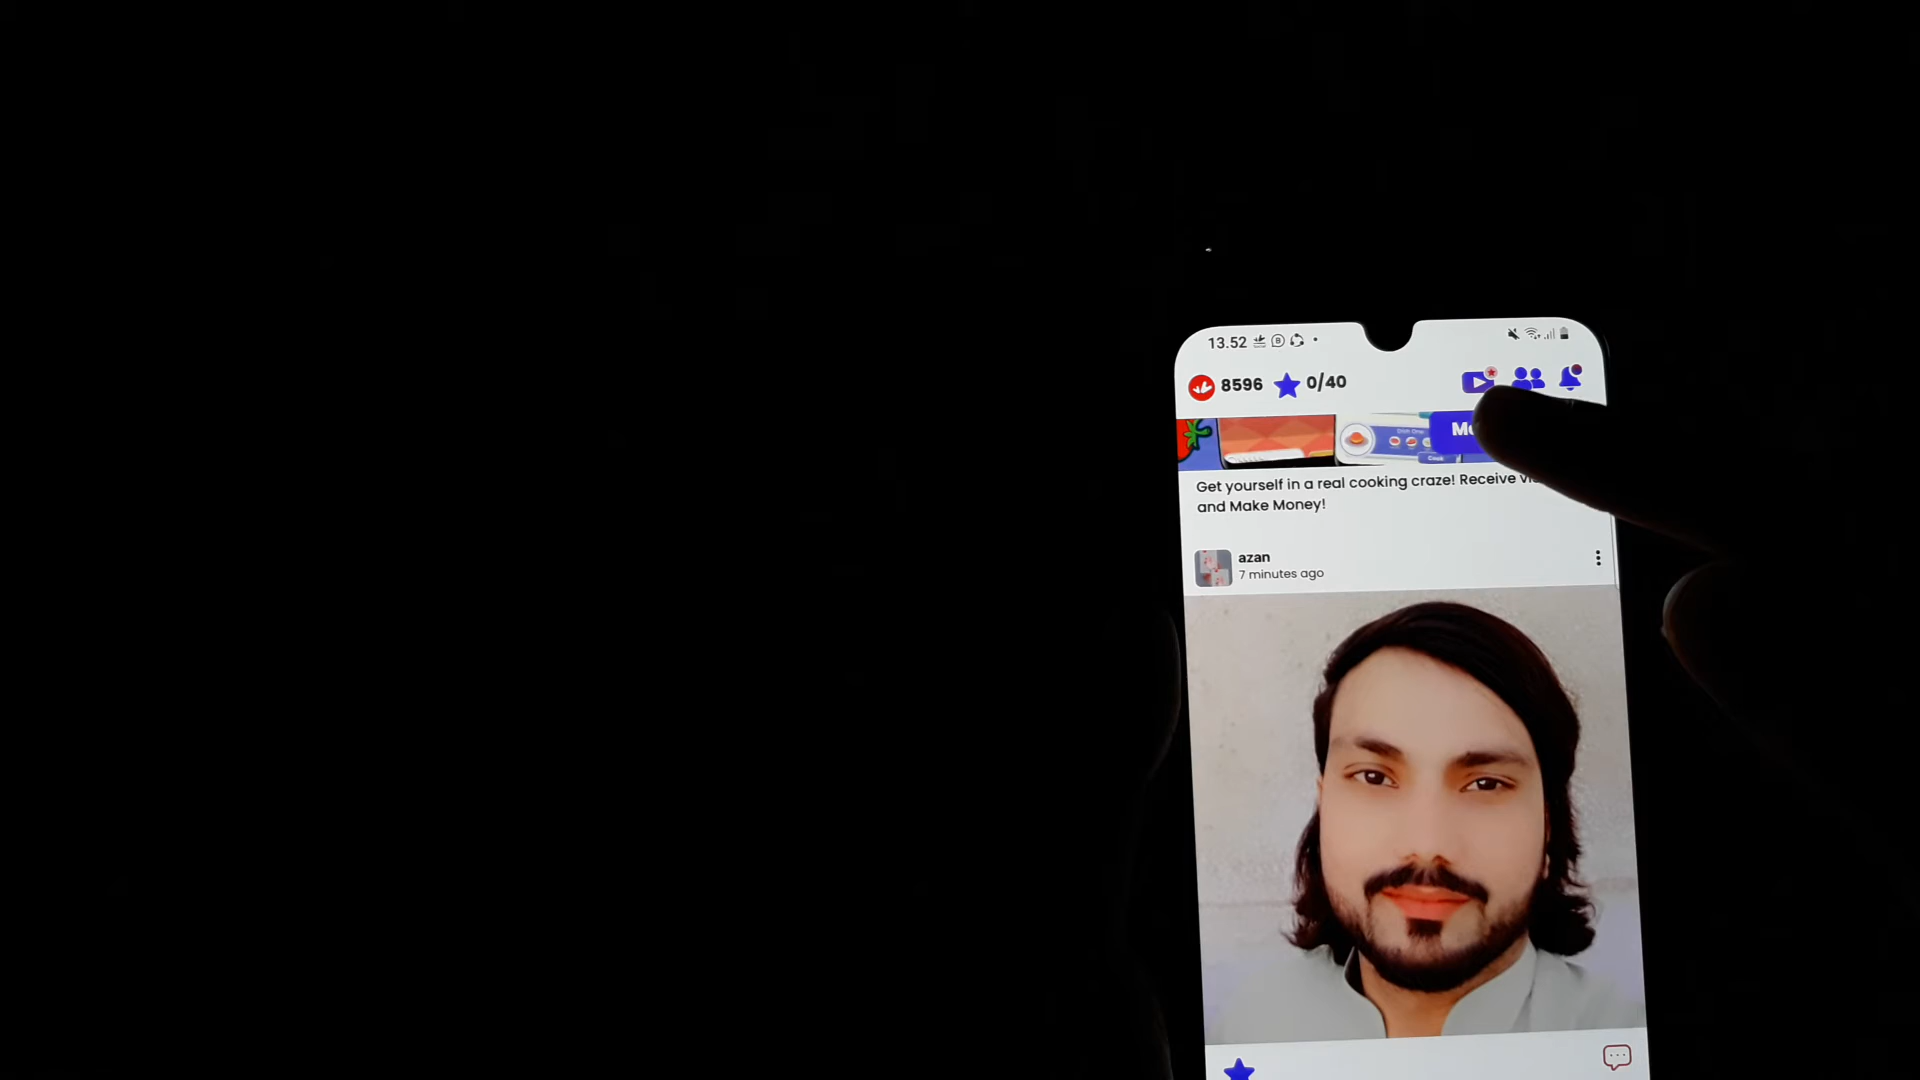 13.52
8596 0/40
Get yourself in a real cooking craze! Receive
and Make Money!
azan
7 minutes ago